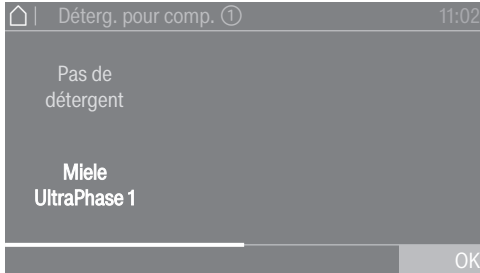 Déterg. pour comp. ① 11:02
Pas de
détergent
Miele
UltraPhase 1
OK